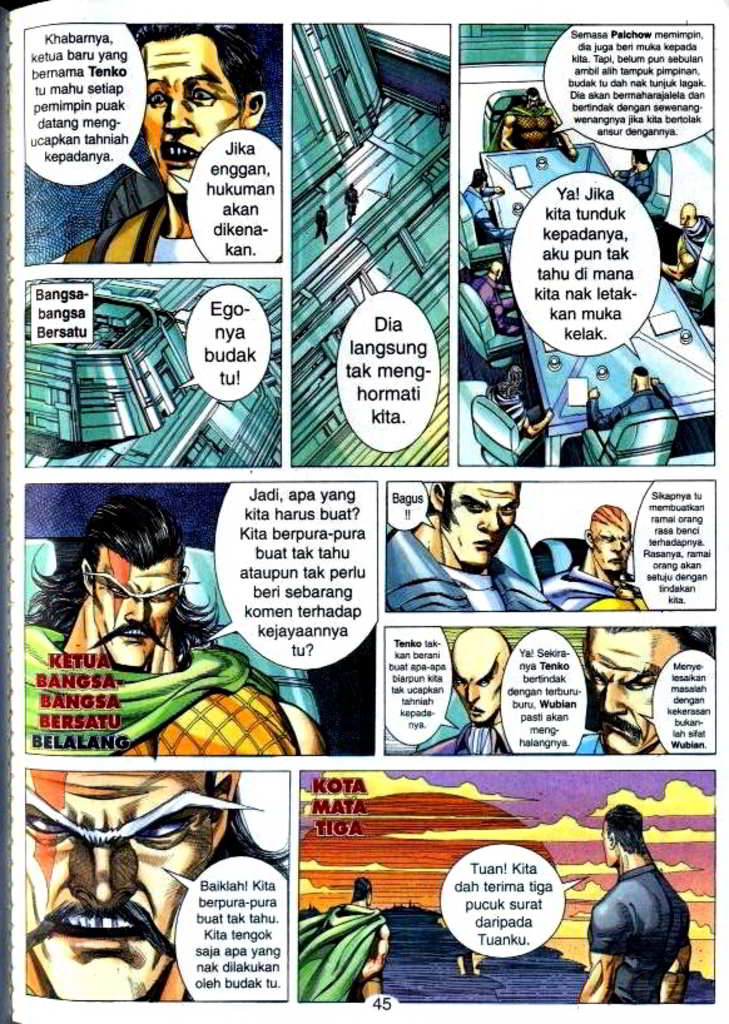 Khabarnya,
ketua baru yang
bernama Tenko
tu mahu setiap
pemimpin puak
datang meng-
ucapkan tahniah
kepadanya.
Jika
enggan,
hukuman
akan
dikena-
kan.
Bangsa-
bangsa
Bersatu
Ego-
nya
budak
tu!
Dia
langsung
tak meng-
hormati
kita.
Semasa Paichow memimpin,
dia juga beri muka kepada
kita. Tapi, belum pun sebulan
ambil alih tampuk pimpinan,
budak tu dah nak tunjuk lagak.
Dia akan bermaharajalela dan
bertindak dengan sewenang-
wenangnya jika kita bertolak
ansur dengannya.
Ya! Jika
kita tunduk
kepadanya,
aku pun tak
tahu di mana
kita nak letak-
kan muka
kelak.
Jadi, apa yang
kita harus buat?
Kita berpura-pura
buat tak tahu
ataupun tak perlu
beri sebarang
komen terhadap
kejayaannya
tu?
KETUA
BANGSA-
BANGSA
BERSATU
BELALANG
Bagus
!!
Sikapnya tu
membuatkan
ramai orang
rasa benci
terhadapnya.
Rasanya, ramai
orang akan
setuju dengan
tindakan
kita.
Tenko tak-
kan berani
buat apa-apa
biarpun kita
tak ucapkan
tahniah
kepada-
nya.
Ya! Sekira-
nya Tenko
bertindak
dengan terburu-
buru, Wubian
pasti akan
meng-
halangnya.
Menye-
lesaikan
masalah
dengan
kekerasan
bukan-
lah sifat
Wubian.
Baiklah! Kita
berpura-pura
buat tak tahu.
Kita tengok
saja apa yang
nak dilakukan
oleh budak tu.
KOTA
MATA
TIGA
Tuan! Kita
dah terima tiga
pucuk surat
daripada
Tuanku.
45